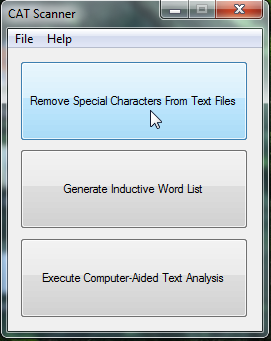 CAT Scanner
File Help
Remove Special Characters From Text Files
Generate Inductive Word List
Execute Computer-Aided Text Analysis